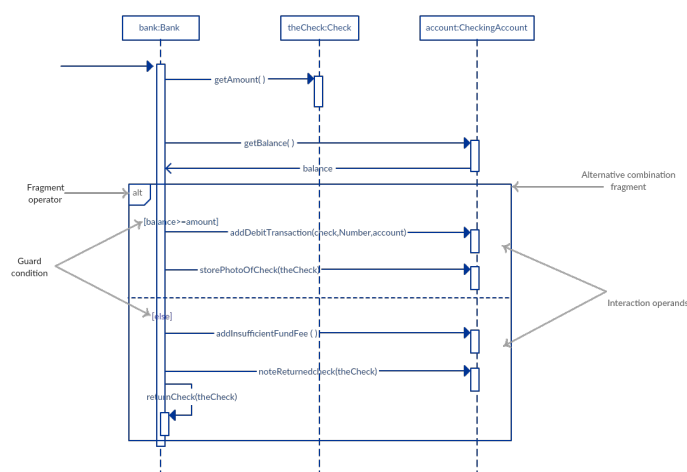 bank:Bank
theCheck:Check
account:CheckingAccount
getAmount( )
getBalance( )
balance
Alternative combination
fragment
Fragment
operator
alt
[balance>=amount]
addDebitTransaction(check,Number,account)
Guard
condition
storePhotoOfCheck(theCheck)
Interaction operands
[else]
addInsufficientFundFee ( )
noteReturnedcheck(theCheck)
returnCheck(theCheck)